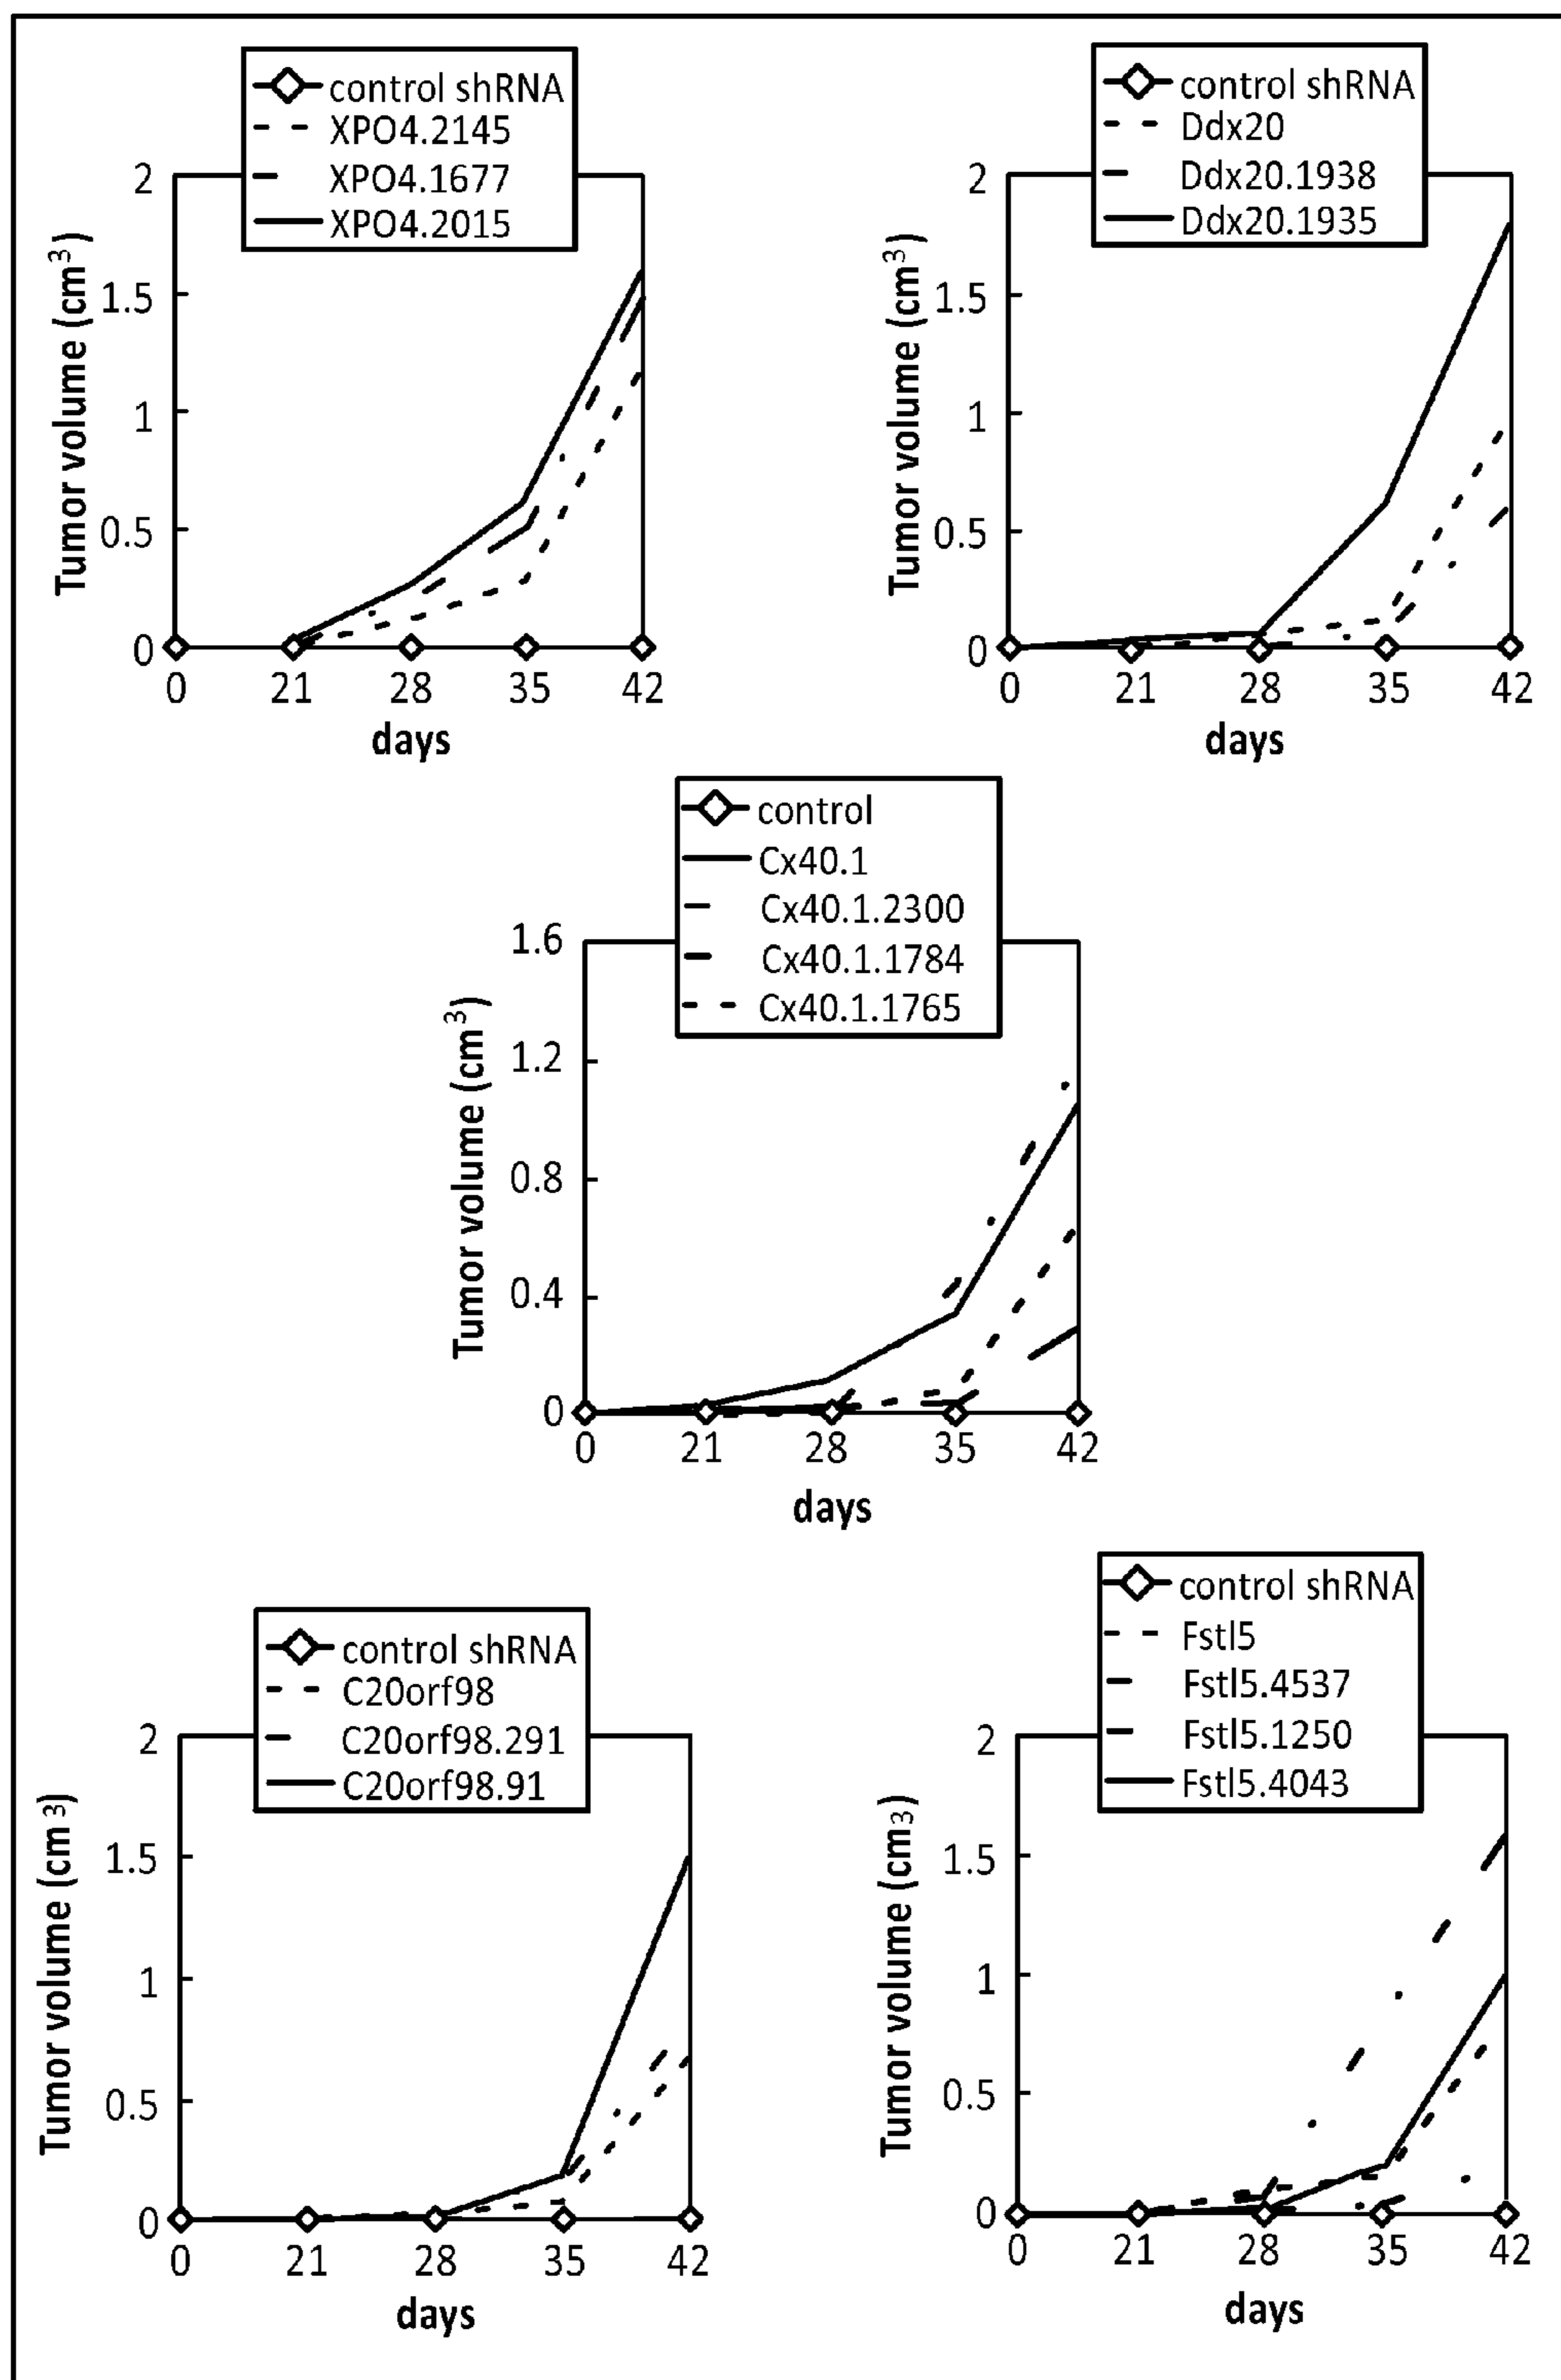 control shRNA
XPO4.2145
XPO4.1677
XPO4.2015
Tumor volume (cm³)
2
1.5
1
0.5
0
0 21 28 35 42
days
control shRNA
Ddx20
Ddx20.1938
Ddx20.1935
Tumor volume (cm³)
2
1.5
1
0.5
0
0 21 28 35 42
days
control
Cx40.1
Cx40.1.2300
Cx40.1.1784
Cx40.1.1765
Tumor volume (cm³)
1.6
1.2
0.8
0.4
0
0 21 28 35 42
days
control shRNA
C20orf98
C20orf98.291
C20orf98.91
Tumor volume (cm ³)
2
1.5
1
0.5
0
0 21 28 35 42
days
control shRNA
Fstl5
Fstl5.4537
Fstl5.1250
Fstl5.4043
Tumor volume (cm₃)
2
1.5
1
0.5
0
0 21 28 35 42
days